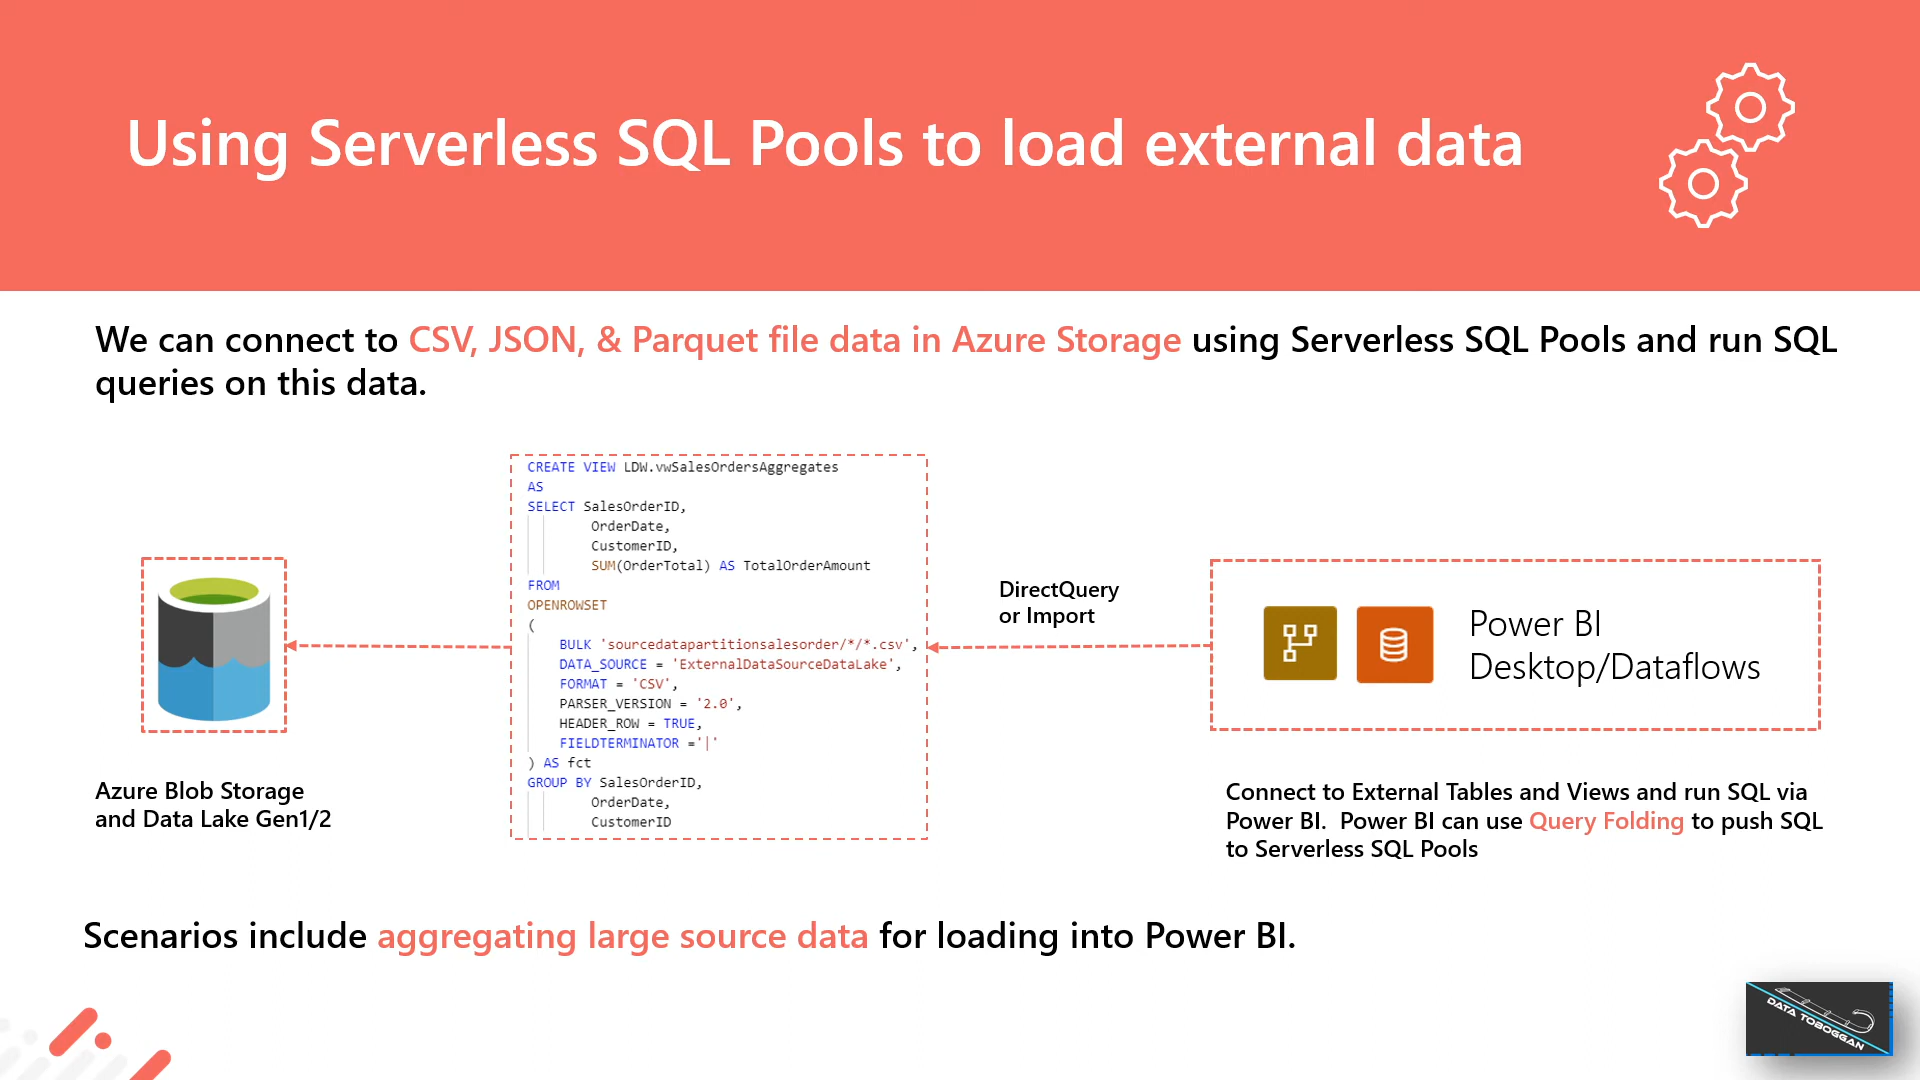 Using Serverless SQL Pools to load external data
We can connect to CSV, JSON, & Parquet file data in Azure Storage using Serverless SQL Pools and run SQL
queries on this data.
CREATE VIEW LDW.vwSalesOrdersAggregates
AS
SELECT SalesOrderID,
OrderDate,
CustomerID,
SUM(OrderTotal) AS TotalOrderAmount
FROM
OPENROWSET
(
BULK 'sourcedatapartitionsalesorder/*/*.csv',
DATA_SOURCE = 'ExternalDataSourceDataLake',
FORMAT = 'CSV',
PARSER_VERSION = '2.0',
HEADER_ROW = TRUE,
FIELDTERMINATOR ='|'
) AS fct
GROUP BY SalesOrderID,
OrderDate,
CustomerID
DirectQuery
or Import
Power BI
Desktop/Dataflows
Azure Blob Storage
and Data Lake Gen1/2
Connect to External Tables and Views and run SQL via
Power BI. Power BI can use Query Folding to push SQL
to Serverless SQL Pools
Scenarios include aggregating large source data for loading into Power BI.
DATA TOBOGGAN